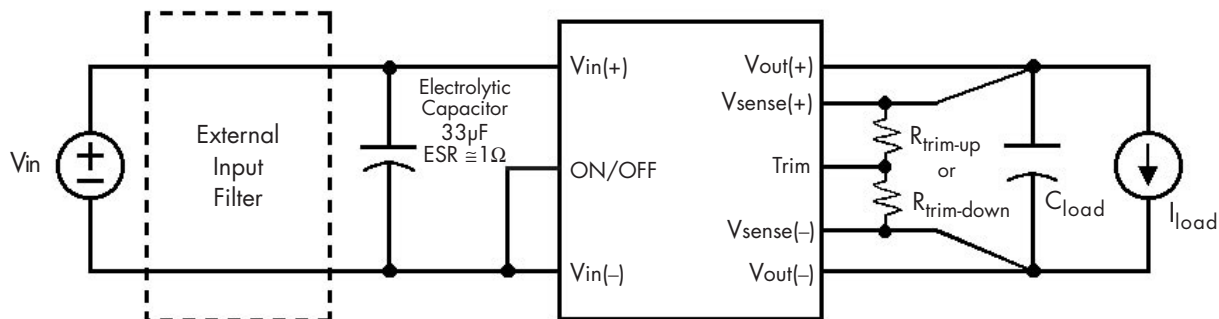 Vin
External
Input
Filter
Electrolytic
Capacitor
33µF
ESR ≅1Ω
Vin(+)
ON/OFF
Vin(–)
Vout(+)
Vsense(+)
Trim
Vsense(–)
Vout(–)
Rtrim-up
or
Rtrim-down
Cload
Iload